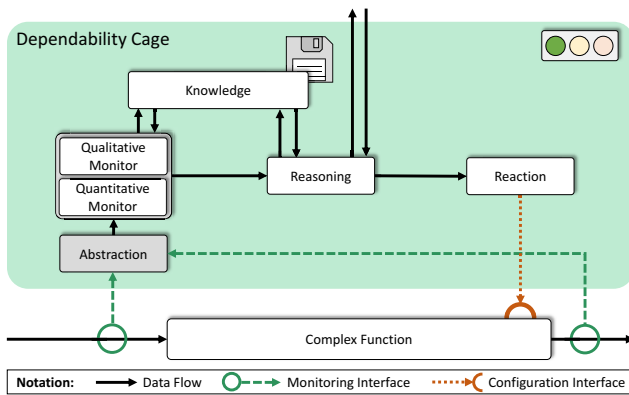 Dependability Cage
Knowledge
Qualitative
Monitor
Quantitative
Monitor
Reasoning
Reaction
Abstraction
Complex Function
Notation: Data Flow Monitoring Interface Configuration Interface